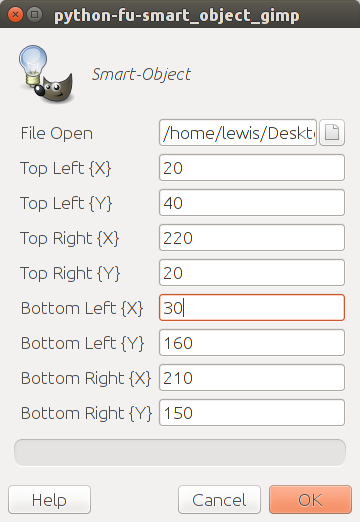 python-fu-smart_object_gimp
Smart-Object
File Open /home/lewis/Deskt
Top Left {X} 20
Top Left {Y} 40
Top Right {X} 220
Top Right {Y} 20
Bottom Left {X} 30
Bottom Left {Y} 160
Bottom Right {X} 210
Bottom Right {Y} 150
Help Cancel OK